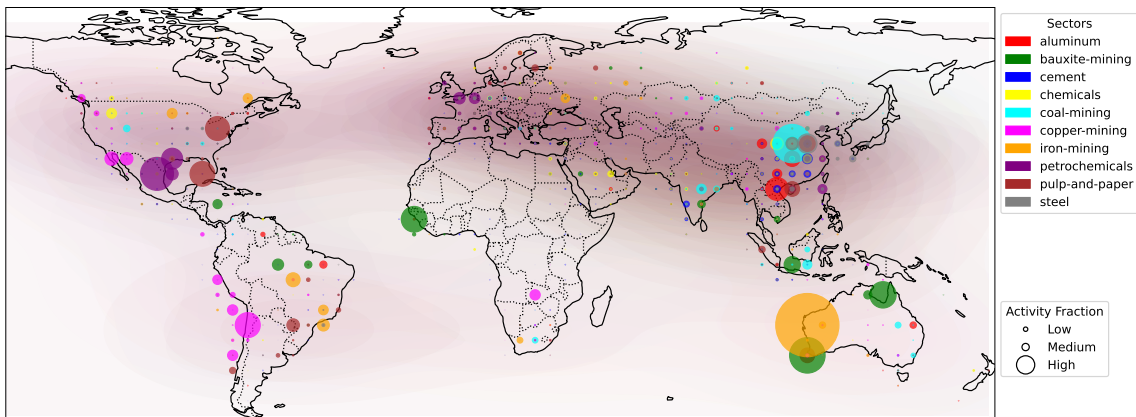 Sectors
aluminum
bauxite-mining
cement
chemicals
coal-mining
copper-mining
iron-mining
petrochemicals
pulp-and-paper
steel
Activity Fraction
Low
Medium
High